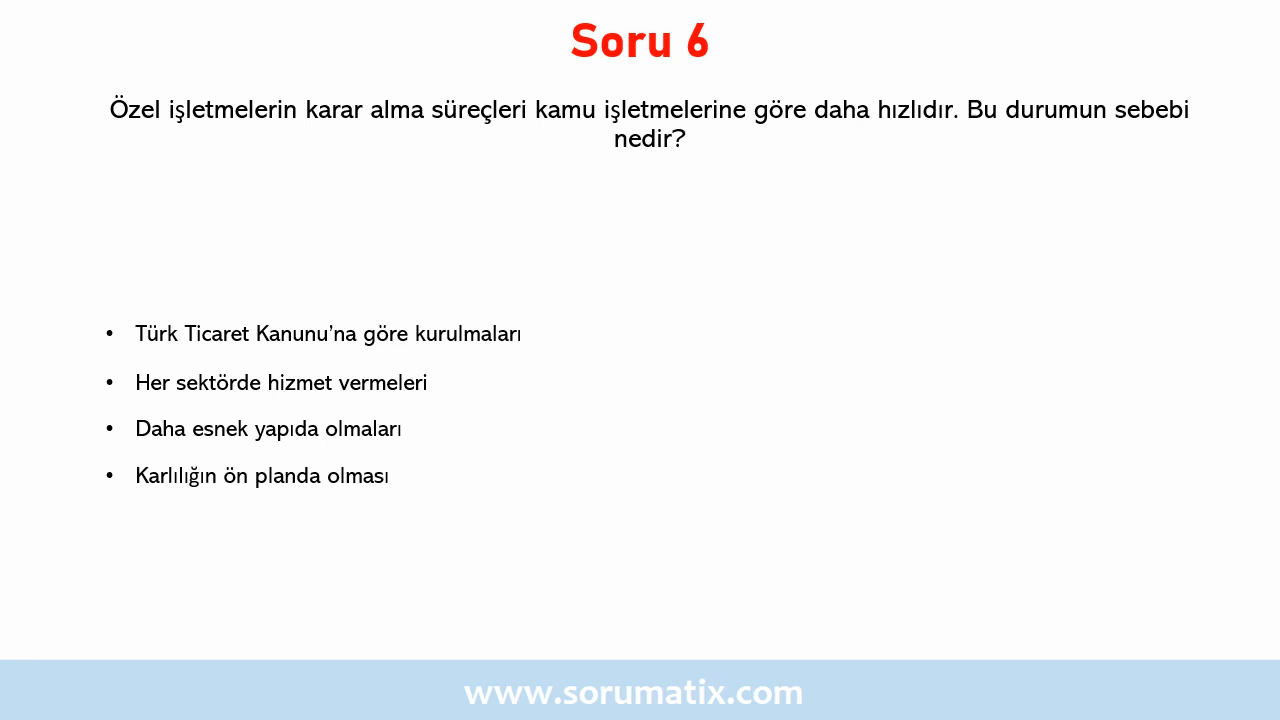 Soru 6
Özel işletmelerin karar alma süreçleri kamu işletmelerine göre daha hızlıdır. Bu durumun sebebi
nedir?
• Türk Ticaret Kanunu’na göre kurulmaları
• Her sektörde hizmet vermeleri
• Daha esnek yapıda olmaları
• Karlılığın ön planda olması
www.sorumatix.com